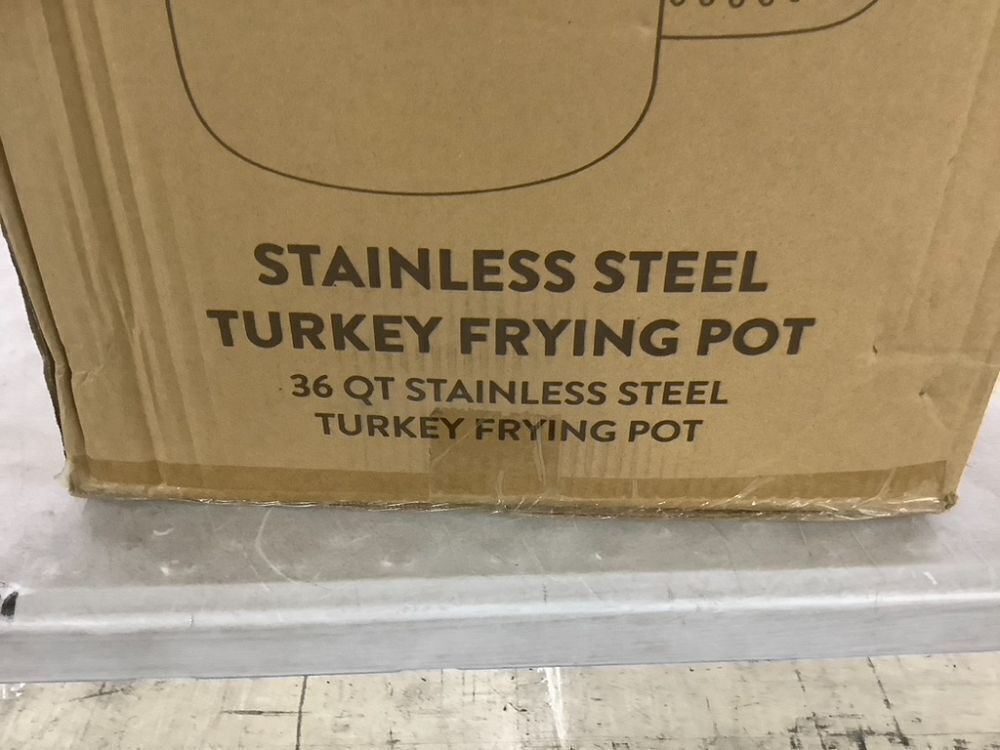 STAINLESS STEEL
TURKEY FRYING POT
36 QT STAINLESS STEEL
TURKEY FRYING POT